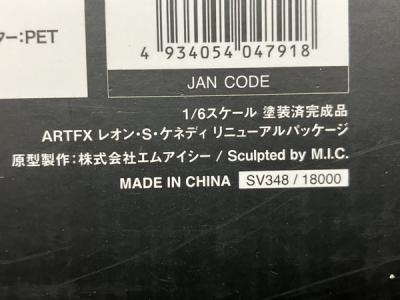 ター:PET
4 934054 047918
JAN CODE
1/6スケール 塗装済完成品
ARTFX レオン・S・ケネディ リニューアルパッケージ
原型製作:株式会社エムアイシー / Sculpted by M.I.C.
MADE IN CHINA SV348 / 18000